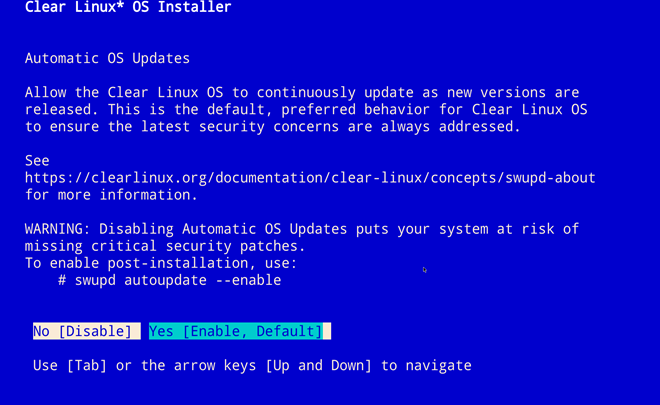 Clear Linux* OS Installer
Automatic OS Updates
Allow the Clear Linux OS to continuously update as new versions are
released. This is the default, preferred behavior for Clear Linux OS
to ensure the latest security concerns are always addressed.
See
https://clearlinux.org/documentation/clear-linux/concepts/swupd-about
for more information.
WARNING: Disabling Automatic OS Updates puts your system at risk of
missing critical security patches.
To enable post-installation, use:
# swupd autoupdate --enable
No [Disable] Yes [Enable, Default]
Use [Tab] or the arrow keys [Up and Down] to navigate